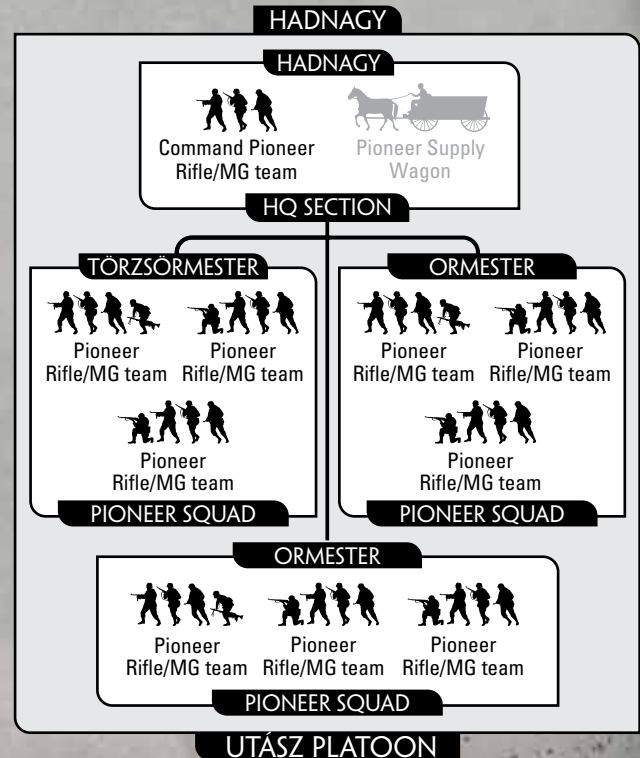 HADNAGY
HADNAGY
Command Pioneer
Rifle/MG team
Pioneer Supply
Wagon
HQ SECTION
TÖRZSÖRMESTER
Pioneer
Rifle/MG team
Pioneer
Rifle/MG team
Pioneer
Rifle/MG team
PIONEER SQUAD
ORMESTER
Pioneer
Rifle/MG team
Pioneer
Rifle/MG team
Pioneer
Rifle/MG team
PIONEER SQUAD
ORMESTER
Pioneer
Rifle/MG team
Pioneer
Rifle/MG team
Pioneer
Rifle/MG team
PIONEER SQUAD
UTÁSZ PLATOON